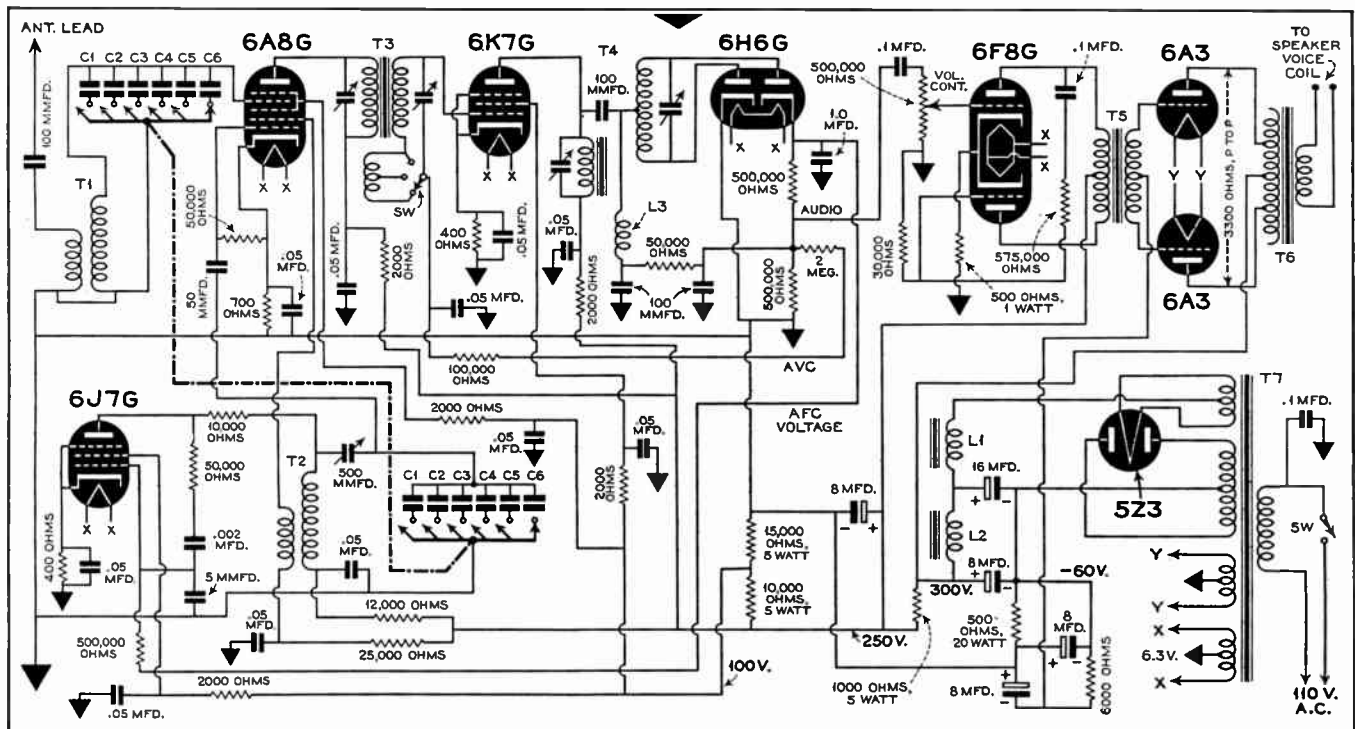 ANT. LEAD
100 MMFD.
C1 C2 C3 C4 C5 C6
T1
6A8G
X X
50,000 OHMS
50 MMFD.
.05 MFD.
700 OHMS
T3
.05 MFD.
2000 OHMS
SW
6K7G
X X
400 OHMS
.05 MFD.
.05 MFD.
100,000 OHMS
T4
100 MMFD.
.05 MFD.
2000 OHMS
L3
50,000 OHMS
100 MMFD.
6H6G
X X
500,000 OHMS
1.0 MFD.
AUDIO
2 MEG.
500,000 OHMS
AVC
AFC VOLTAGE
.1 MFD.
500,000 OHMS
VOL. CONT.
30,000 OHMS
6F8G
X
X
.1 MFD.
575,000 OHMS
500 OHMS, 1 WATT
T5
6A3
Y Y
6A3
3300 OHMS, P TO P
T6
TO SPEAKER VOICE COIL
6J7G
X X
400 OHMS
.05 MFD.
10,000 OHMS
50,000 OHMS
.002 MFD.
5 MMFD.
500,000 OHMS
.05 MFD.
2000 OHMS
T2
500 MMFD.
.05 MFD.
.05 MFD.
12,000 OHMS
25,000 OHMS
C1 C2 C3 C4 C5 C6
2000 OHMS
.05 MFD.
2000 OHMS
.05 MFD.
100 V.
15,000 OHMS, 5 WATT
10,000 OHMS, 5 WATT
8 MFD.
- +
250 V.
L1
16 MFD.
+ -
L2
8 MFD.
+ -
300V.
-60V.
1000 OHMS, 5 WATT
500 OHMS, 20 WATT
8 MFD.
+ -
8 MFD.
+
-
6000 OHMS
5Z3
T7
.1 MFD.
SW
Y
Y
X
6.3V.
X
110 V. A.C.